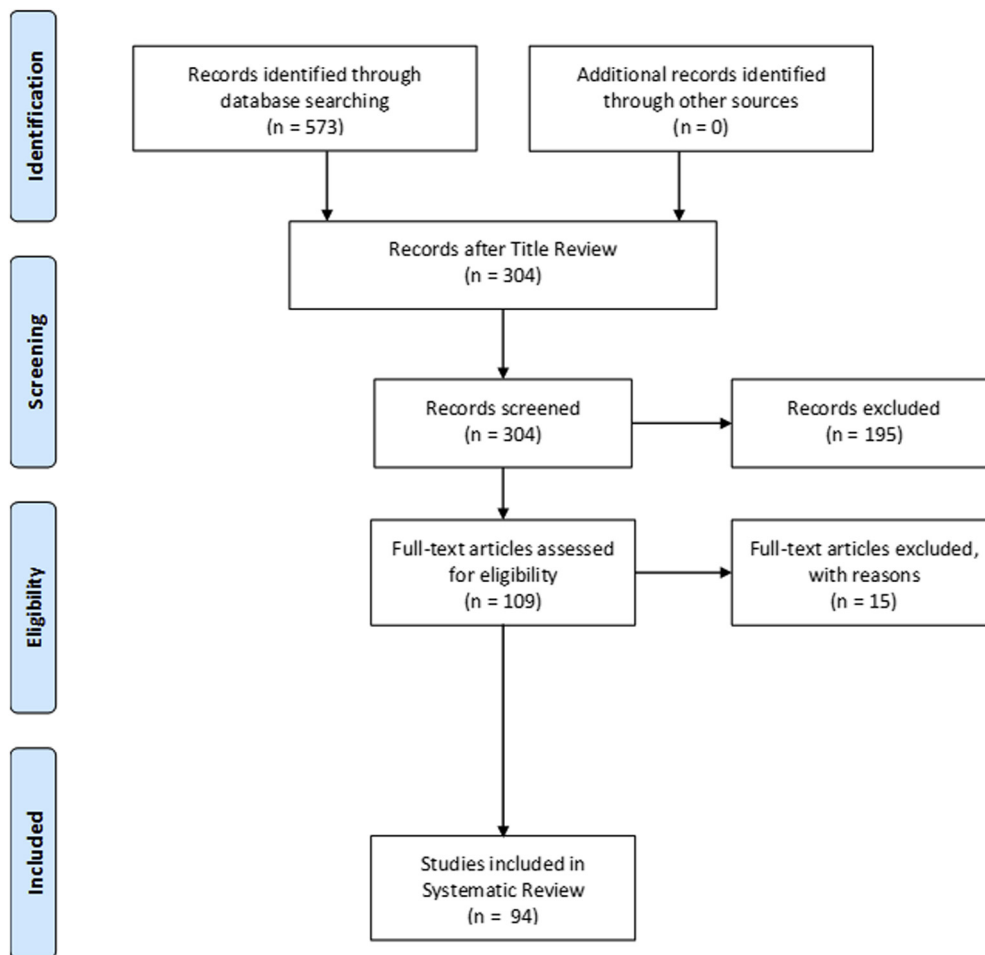 Identification
Records identified through
database searching
(n = 573)
Additional records identified
through other sources
(n = 0)
Records after Title Review
(n = 304)
Screening
Records screened
(n = 304)
Records excluded
(n = 195)
Eligibility
Full-text articles assessed
for eligibility
(n = 109)
Full-text articles excluded,
with reasons
(n = 15)
Included
Studies included in
Systematic Review
(n = 94)